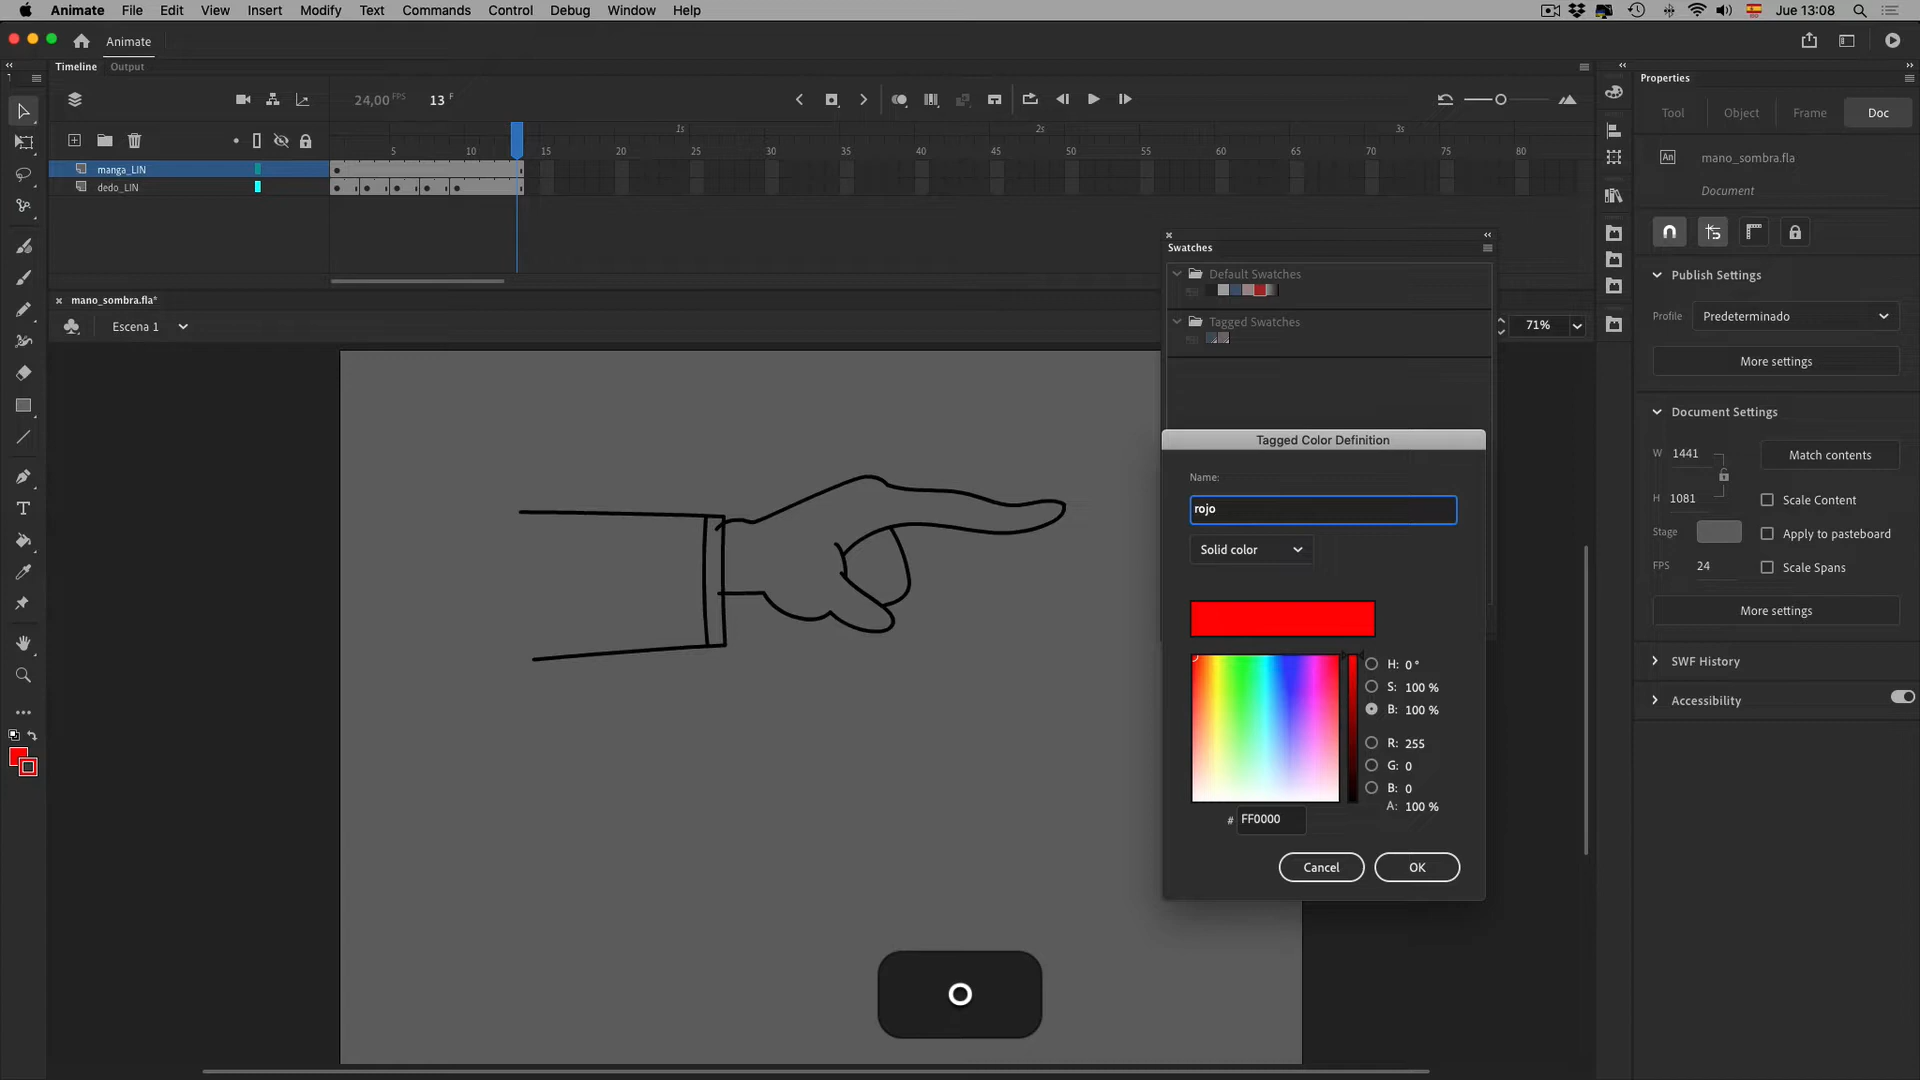 Animate File Edit View Insert Modify Text Commands Control Debug Window Help Jue 13:08
Animate
Timeline Output
24,00 FPS 13 F
1s 2s 3s
5 10 15 20 25 30 35 40 45 50 55 60 65 70 75 80
manga_LIN
dedo_LIN
mano_sombra.fla*
Escena 1
71%
Swatches
Default Swatches
Tagged Swatches
Tagged Color Definition
Name:
rojo
Solid color
H: 0 °
S: 100 %
B: 100 %
R: 255
G: 0
B: 0
A: 100 %
# FF0000
Cancel OK
O
Properties
Tool Object Frame Doc
An mano_sombra.fla
Document
Publish Settings
Profile Predeterminado
More settings
Document Settings
W 1441 Match contents
H 1081 Scale Content
Stage Apply to pasteboard
FPS 24 Scale Spans
More settings
SWF History
Accessibility